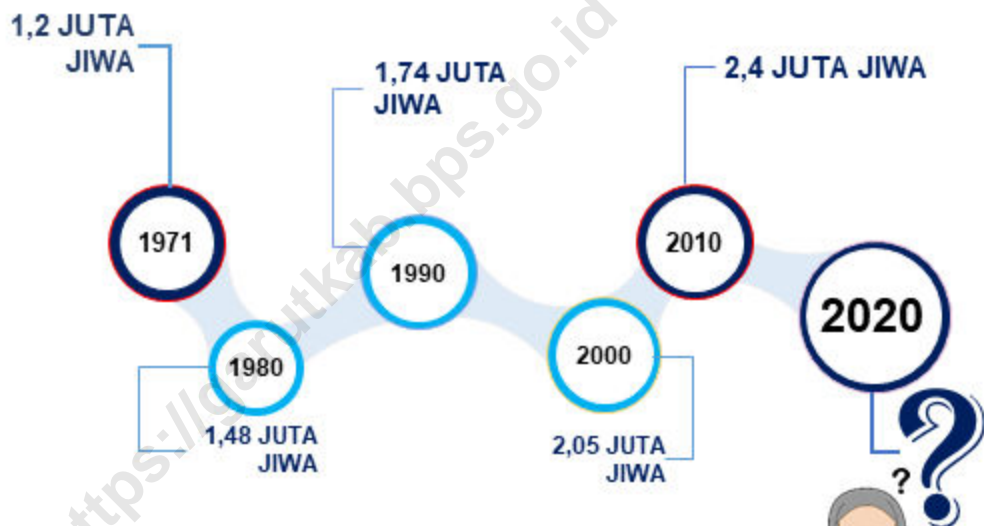 1,2 JUTA
JIWA
1971
1980
1,48 JUTA
JIWA
1,74 JUTA
JIWA
1990
2000
2,05 JUTA
JIWA
2,4 JUTA JIWA
2010
2020
?
?
https://garutkab.bps.go.id